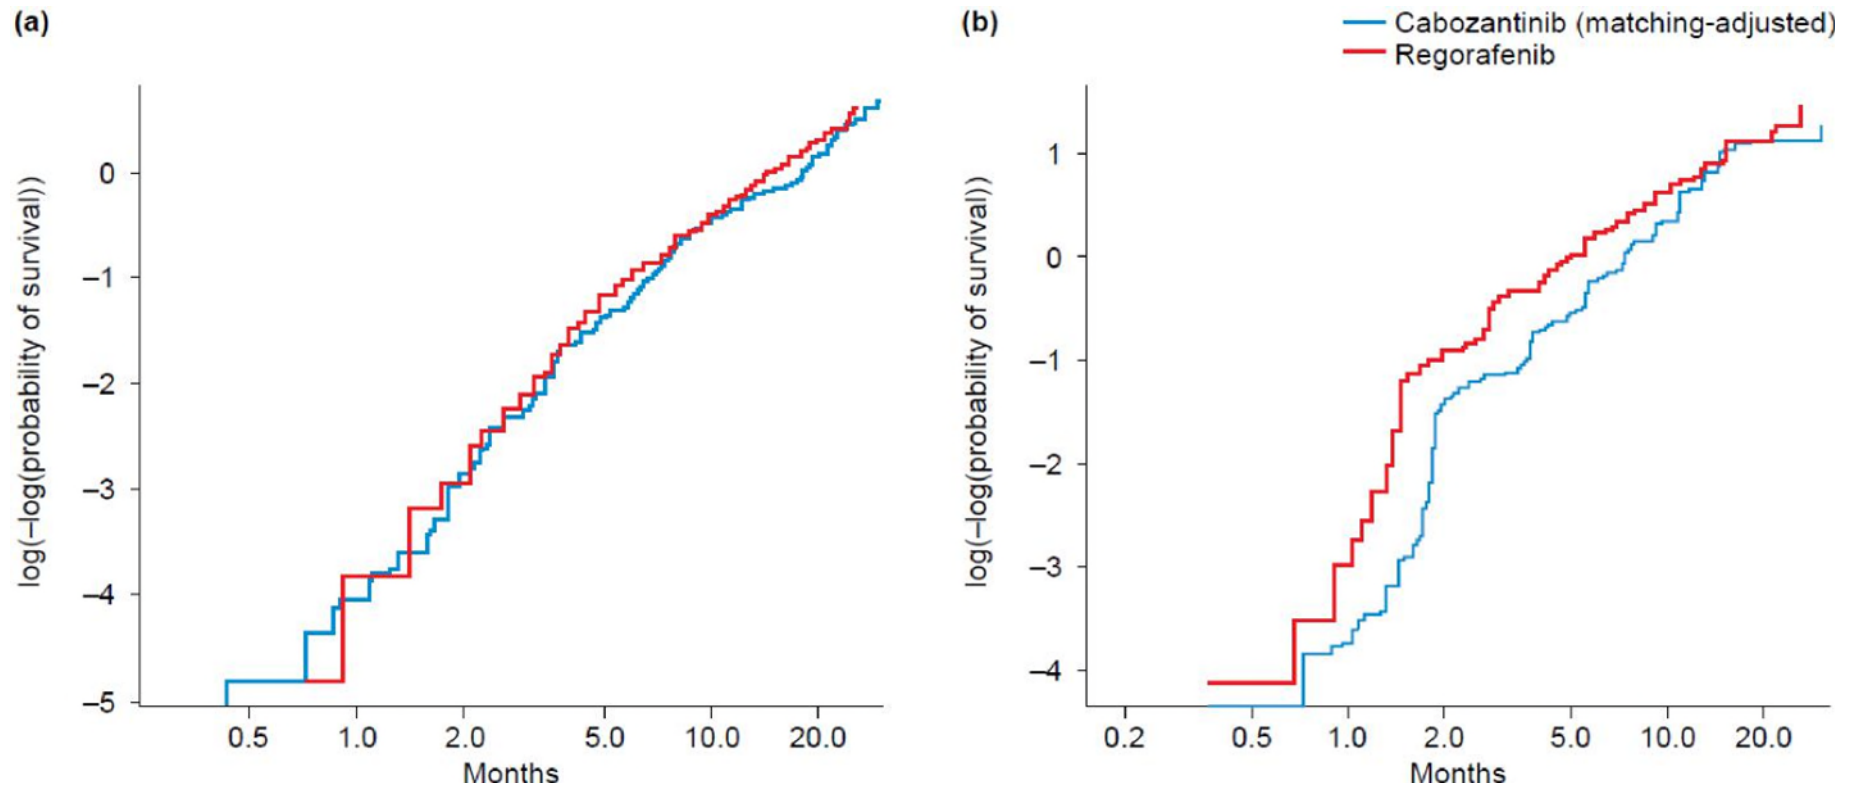 (a)
log(–log(probability of survival))
0
–1
–2
–3
–4
–5
0.5 1.0 2.0 5.0 10.0 20.0
Months
(b)
Cabozantinib (matching-adjusted)
Regorafenib
log(–log(probability of survival))
1
0
–1
–2
–3
–4
0.2 0.5 1.0 2.0 5.0 10.0 20.0
Months